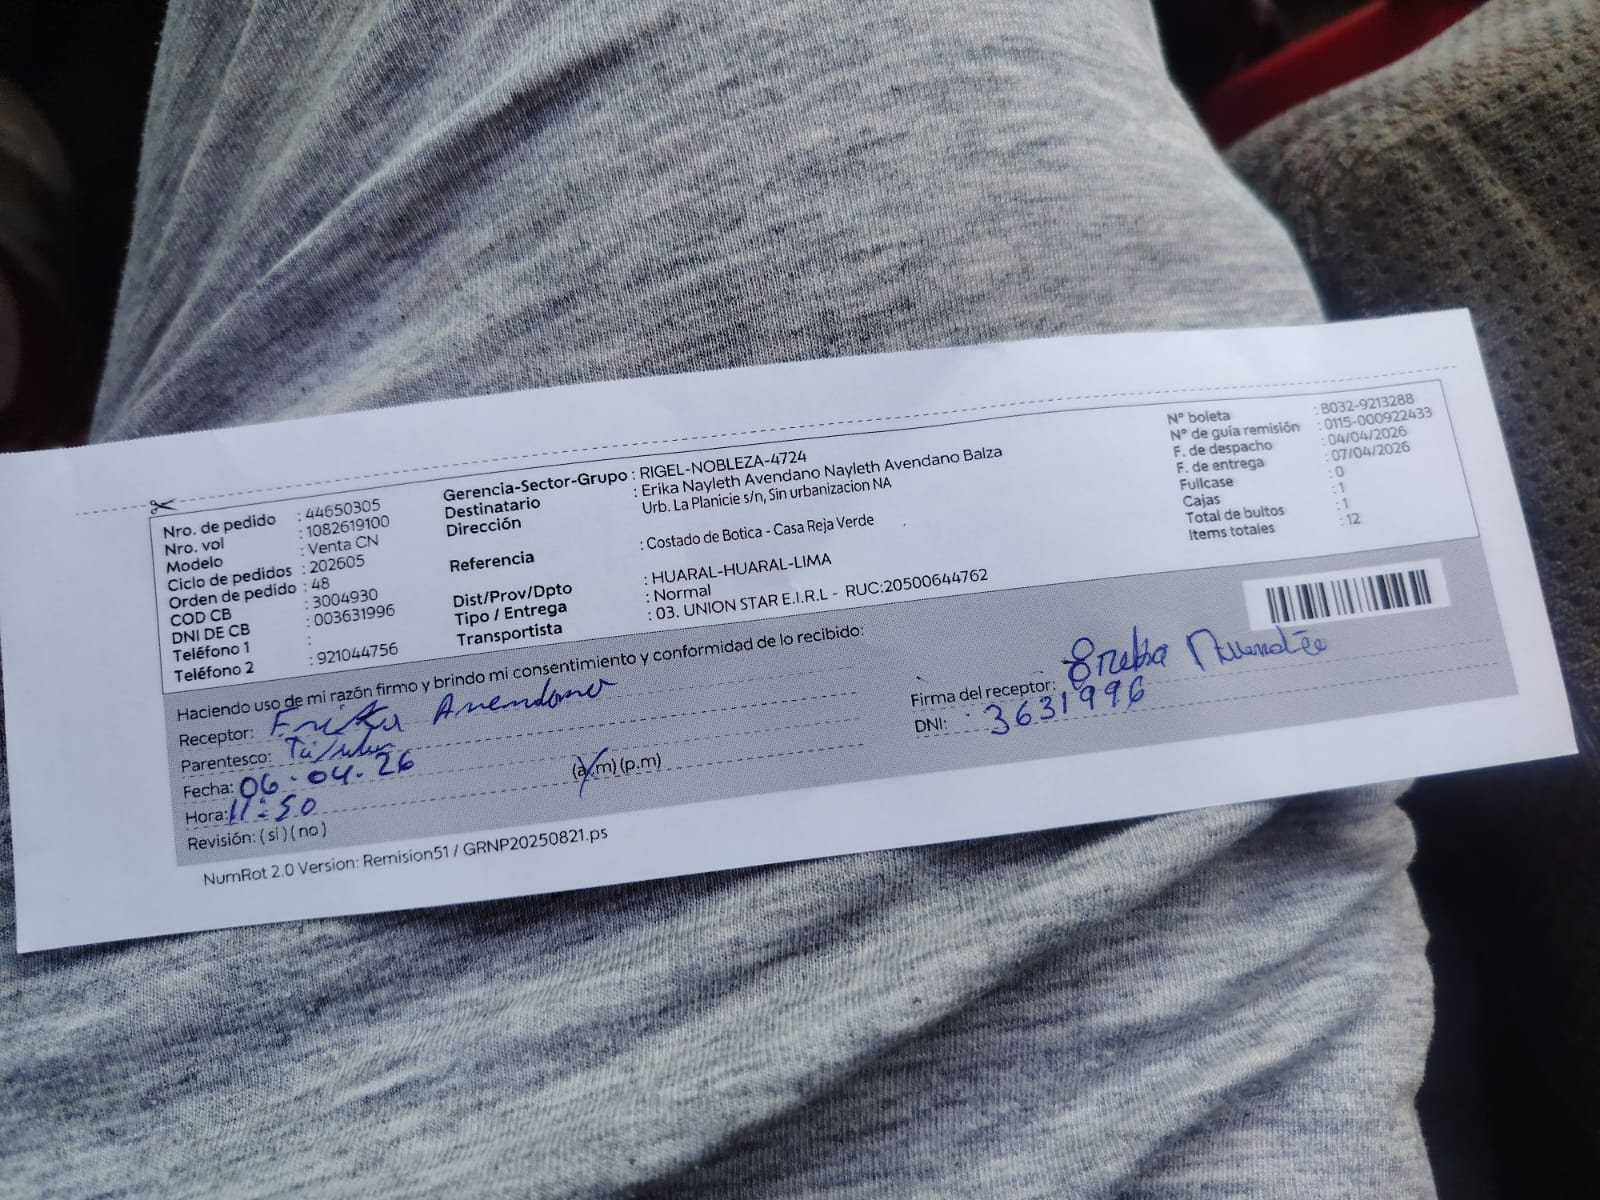 Nro. de pedido : 44650305
Nro. vol : 1082619100
Modelo : Venta CN
Ciclo de pedidos : 202605
Orden de pedido : 48
COD CB : 3004930
DNI DE CB : 003631996
Teléfono 1 :
Teléfono 2 : 921044756
Gerencia-Sector-Grupo : RIGEL-NOBLEZA-4724
Destinatario : Erika Nayleth Avendano Nayleth Avendano Balza
Dirección Urb. La Planicie s/n, Sin urbanizacion NA
Referencia : Costado de Botica - Casa Reja Verde
Dist/Prov/Dpto : HUARAL-HUARAL-LIMA
Tipo / Entrega : Normal
Transportista : 03. UNION STAR E.I.R.L - RUC:20500644762
N° boleta : B032-9213288
N° de guía remisión : 0115-000922433
F. de despacho : 04/04/2026
F. de entrega : 07/04/2026
Fullcase : 0
Cajas : 1
Total de bultos : 1
Items totales : 12
Haciendo uso de mi razón firmo y brindo mi consentimiento y conformidad de lo recibido:
Receptor: Erika Avendano
Parentesco: Titular
Fecha: 06-04-26
Hora: 11:50 (a.m) (p.m)
Revisión: ( si ) ( no )
Firma del receptor:
DNI: 3631996
NumRot 2.0 Version: Remision51 / GRNP20250821.ps